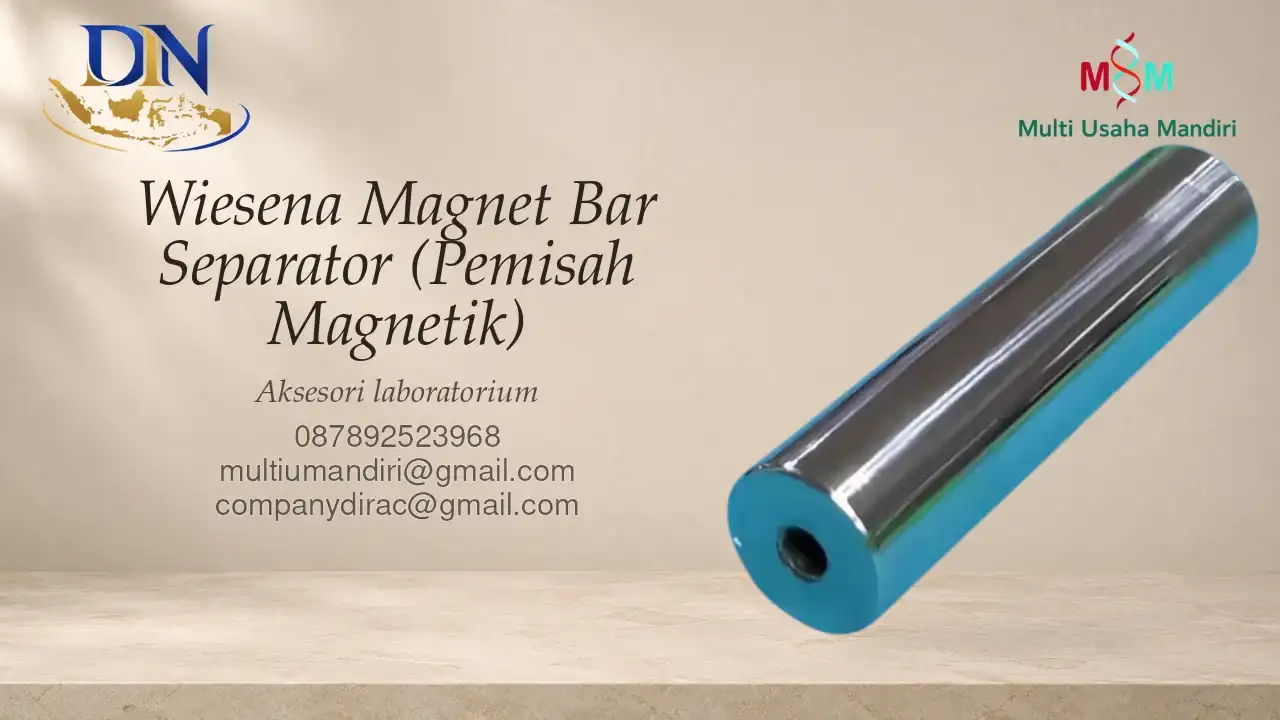 DN
M M
Multi Usaha Mandiri
Wiesena Magnet Bar
Separator (Pemisah
Magnetik)
Aksesori laboratorium
087892523968
multiumandiri@gmail.com
companydirac@gmail.com